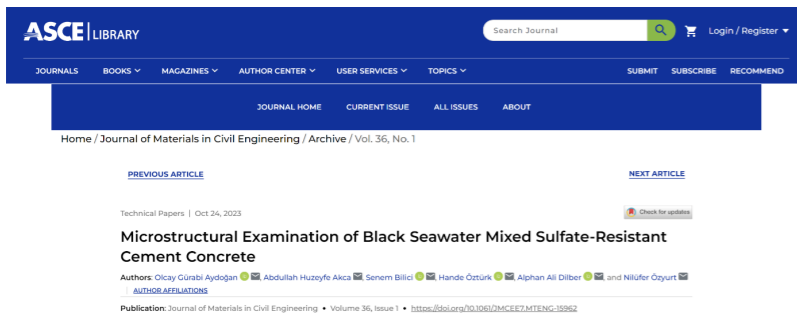 ASCE LIBRARY
Search Journal
Login / Register
JOURNALS BOOKS MAGAZINES AUTHOR CENTER USER SERVICES TOPICS SUBMIT SUBSCRIBE RECOMMEND
JOURNAL HOME CURRENT ISSUE ALL ISSUES ABOUT
Home / Journal of Materials in Civil Engineering / Archive / Vol. 36, No. 1
PREVIOUS ARTICLE NEXT ARTICLE
Technical Papers | Oct 24, 2023 Check for updates
Microstructural Examination of Black Seawater Mixed Sulfate-Resistant
Cement Concrete
Authors: Olcay Gürabi Aydoğan, Abdullah Huzeyfe Akca, Senem Bilici, Hande Öztürk, Alphan Ali Dilber, and Nilüfer Özyurt
AUTHOR AFFILIATIONS
Publication: Journal of Materials in Civil Engineering • Volume 36, Issue 1 • https://doi.org/10.1061/JMCEE7.MTENG-15962